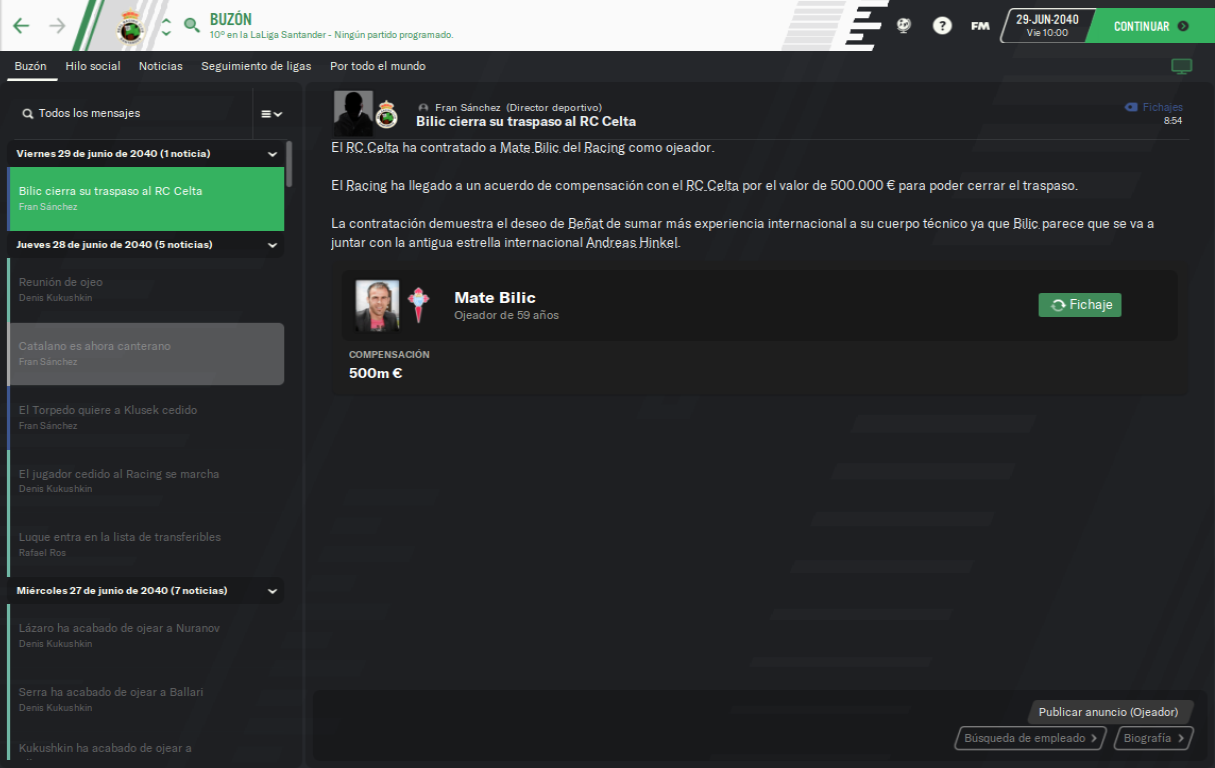 BUZÓN
10º en la LaLiga Santander - Ningún partido programado.
?
FM
29-JUN-2040
Vie 10:00
CONTINUAR
Buzón
Hilo social
Noticias
Seguimiento de ligas
Por todo el mundo
Todos los mensajes
Viernes 29 de junio de 2040 (1 noticia)
Bilic cierra su traspaso al RC Celta
Fran Sánchez
Jueves 28 de junio de 2040 (5 noticias)
Reunión de ojeo
Denis Kukushkin
Catalano es ahora canterano
Fran Sánchez
El Torpedo quiere a Klusek cedido
Fran Sánchez
El jugador cedido al Racing se marcha
Denis Kukushkin
Luque entra en la lista de transferibles
Rafael Ros
Miércoles 27 de junio de 2040 (7 noticias)
Lázaro ha acabado de ojear a Nuranov
Denis Kukushkin
Serra ha acabado de ojear a Ballari
Denis Kukushkin
Kukushkin ha acabado de ojear a
Fran Sánchez (Director deportivo)
Bilic cierra su traspaso al RC Celta
Fichajes
8:54
El RC Celta ha contratado a Mate Bilic del Racing como ojeador.
El Racing ha llegado a un acuerdo de compensación con el RC Celta por el valor de 500.000 € para poder cerrar el traspaso.
La contratación demuestra el deseo de Beñat de sumar más experiencia internacional a su cuerpo técnico ya que Bilic parece que se va a
juntar con la antigua estrella internacional Andreas Hinkel.
Mate Bilic
Ojeador de 59 años
Fichaje
COMPENSACIÓN
500m €
Publicar anuncio (Ojeador)
Búsqueda de empleado
Biografía